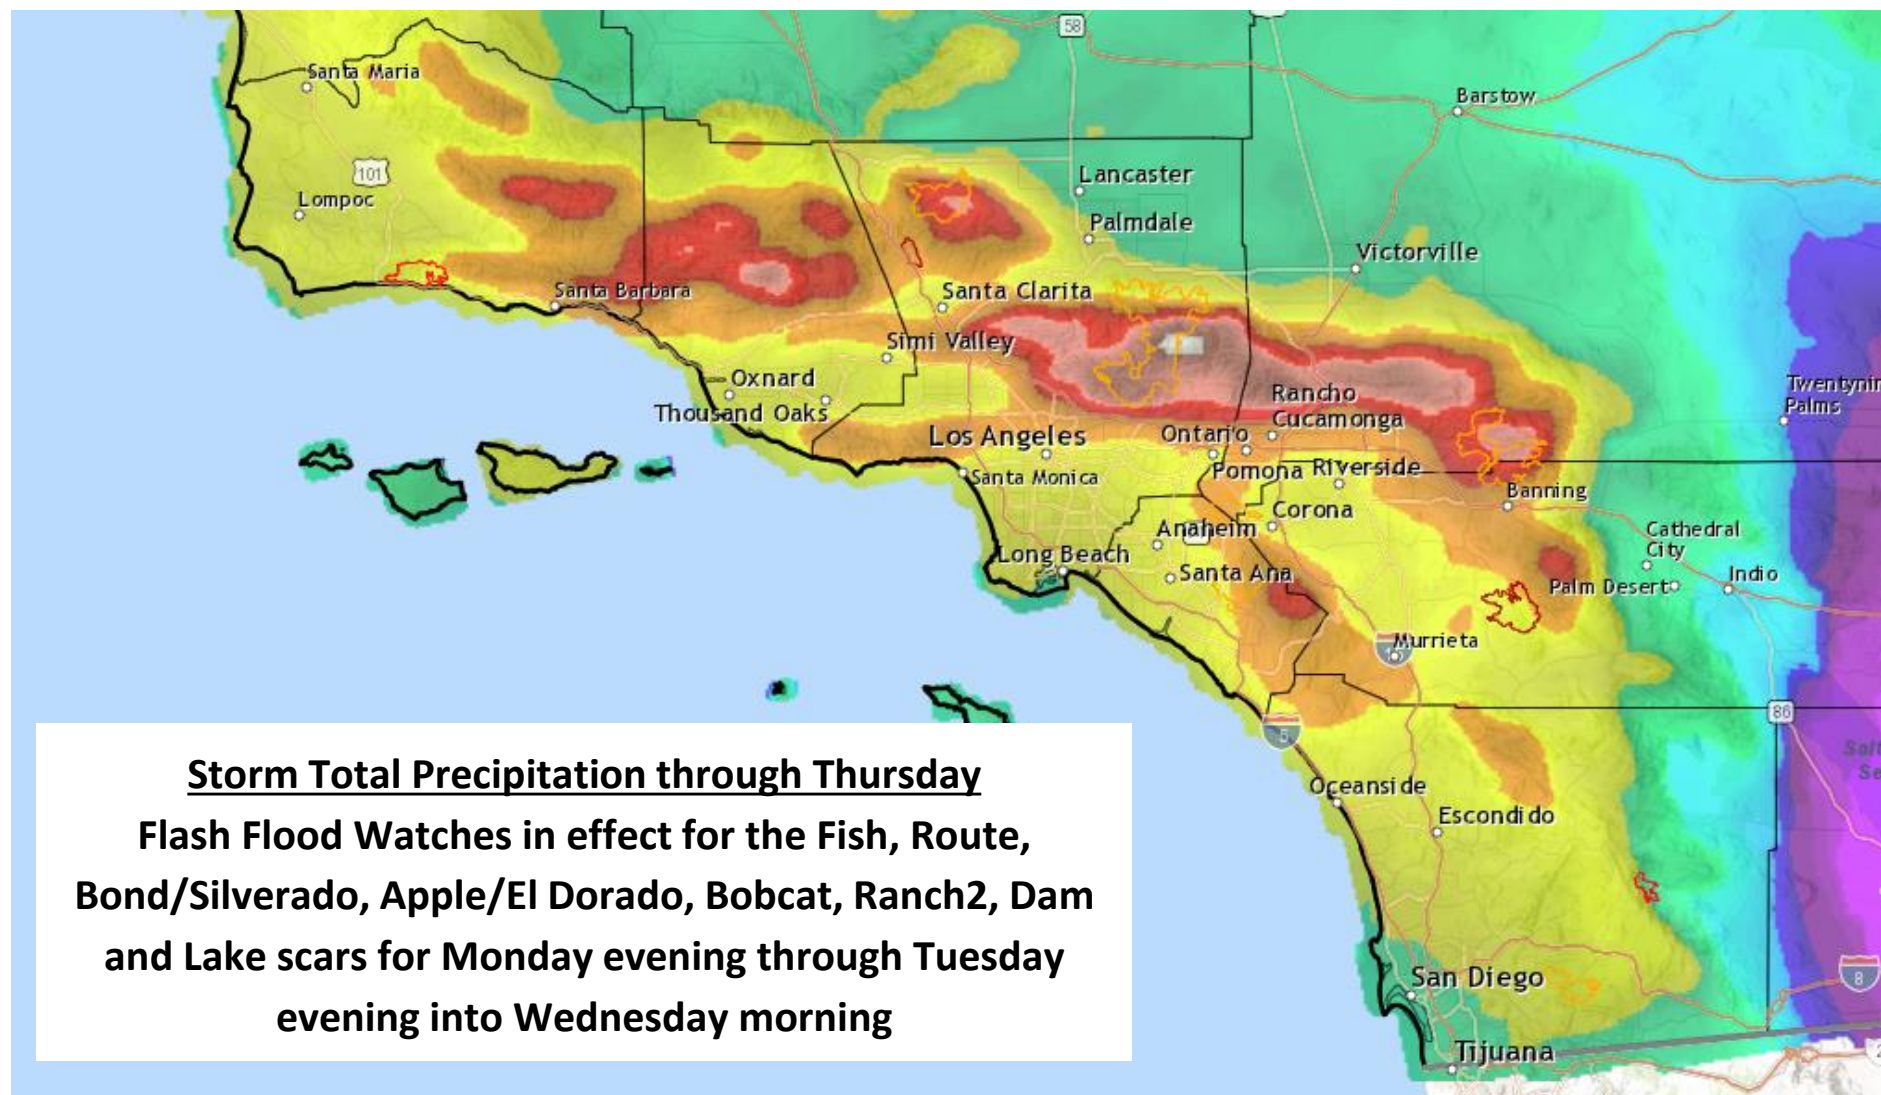 58
Santa Maria
Barstow
101
Lancaster
Lompoc
Palmdale
Victorville
Santa Barbara
Santa Clarita
Simi Valley
Oxnard
Thousand Oaks
Rancho
Cucamonga
Twentynin
Palms
Los Angeles
Ontario
Santa Monica
Pomona
Riverside
Banning
Corona
Anaheim
Cathedral
City
Long Beach
Santa Ana
Palm Desert
Indio
Murrieta
86
5
Salt
Se
Oceanside
Escondido
San Diego
8
Tijuana
2
Storm Total Precipitation through Thursday
Flash Flood Watches in effect for the Fish, Route,
Bond/Silverado, Apple/El Dorado, Bobcat, Ranch2, Dam
and Lake scars for Monday evening through Tuesday
evening into Wednesday morning